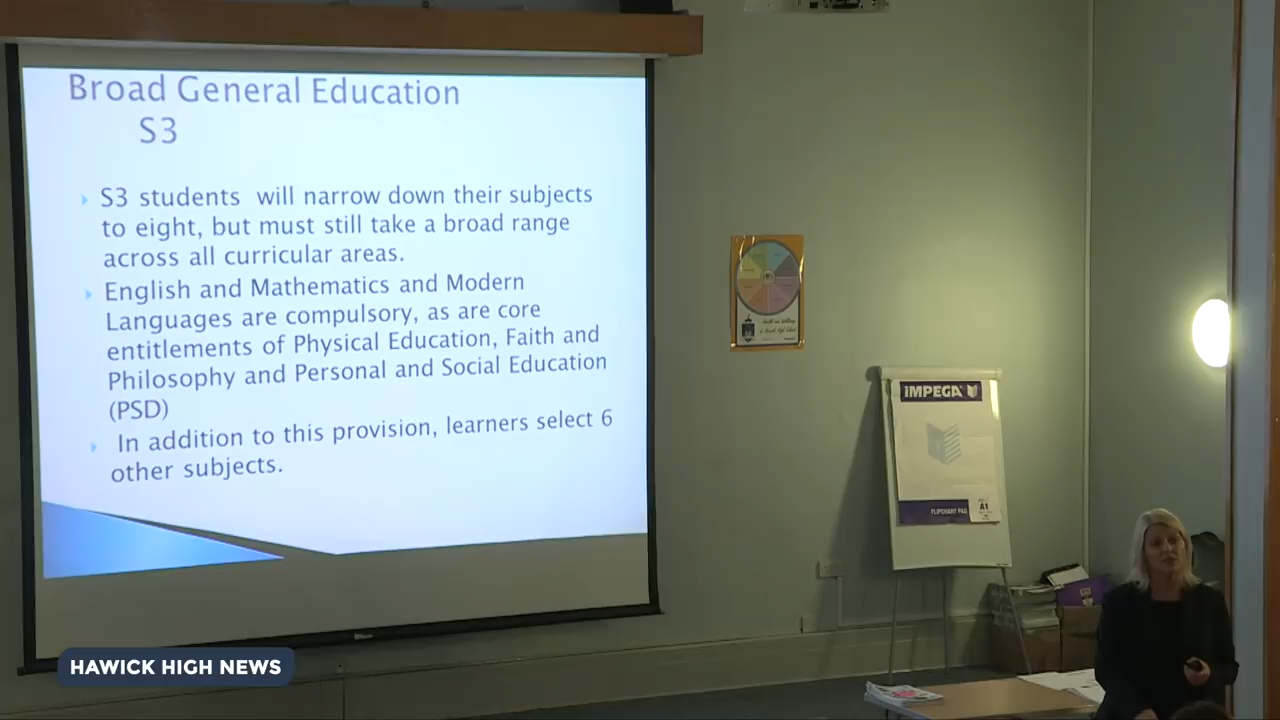 Broad General Education
S3
S3 students will narrow down their subjects
to eight, but must still take a broad range
across all curricular areas.
English and Mathematics and Modern
Languages are compulsory, as are core
entitlements of Physical Education, Faith and
Philosophy and Personal and Social Education
(PSD)
In addition to this provision, learners select 6
other subjects.
IMPEGA
FLIPCHART PAD
A1
HAWICK HIGH NEWS